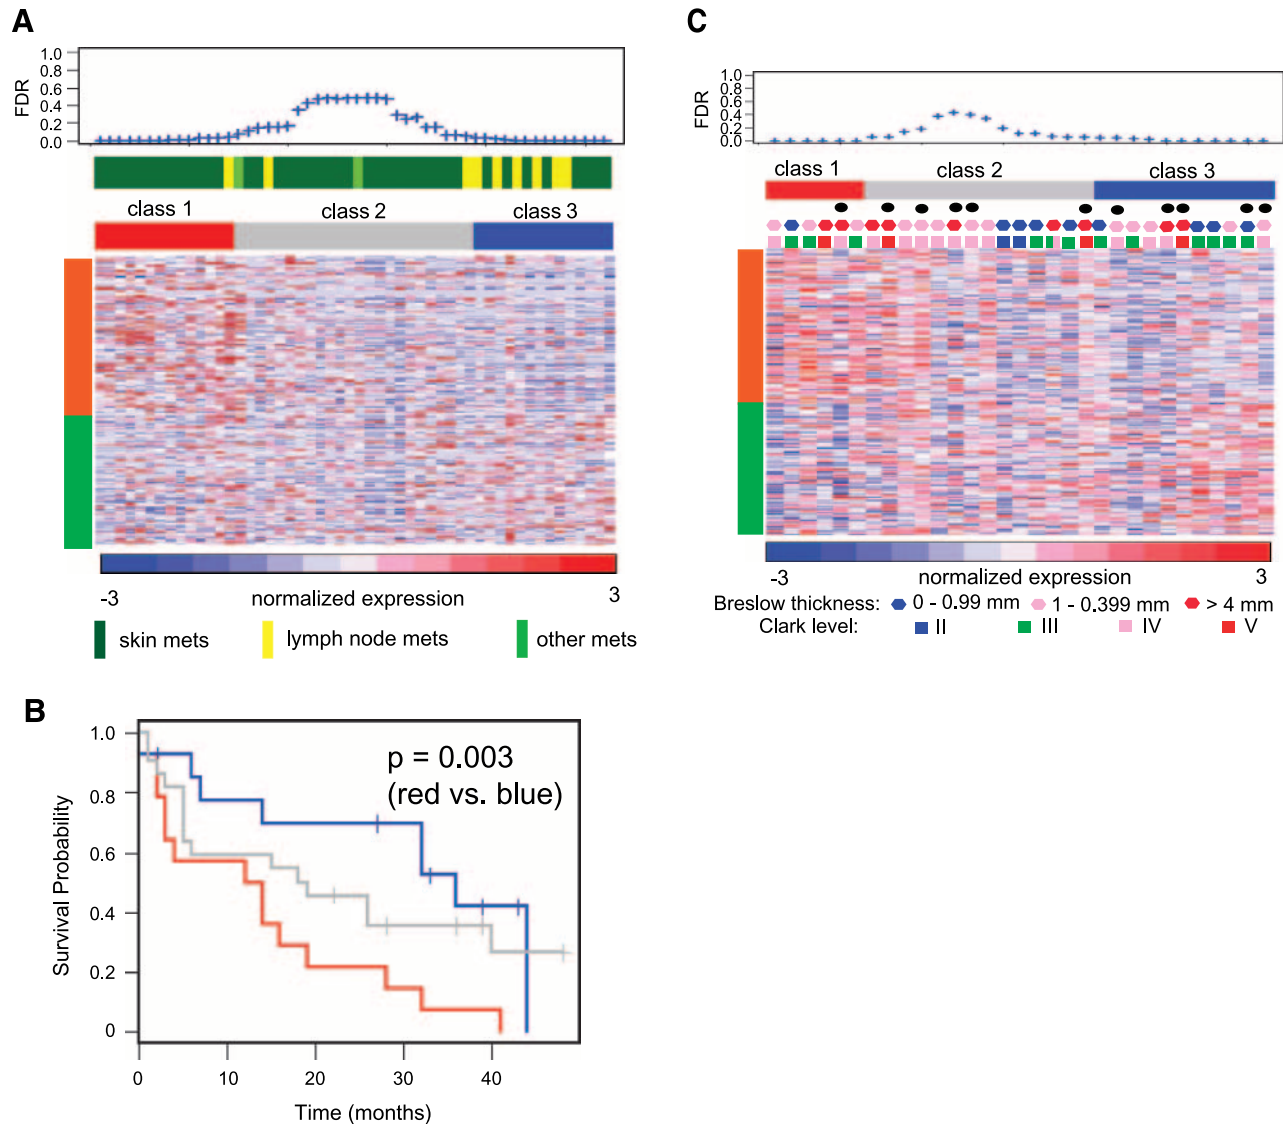 A
1.0
0.8
0.6
0.4
0.2
0.0
FDR
class 1
class 2
class 3
-3
normalized expression
3
skin mets
lymph node mets
other mets
B
1.0
0.8
0.6
0.4
0.2
0
Survival Probability
p = 0.003
(red vs. blue)
0
10
20
30
40
Time (months)
C
1.0
0.8
0.6
0.4
0.2
0.0
FDR
class 1
class 2
class 3
-3
normalized expression
3
Breslow thickness: 0 - 0.99 mm 1 - 0.399 mm > 4 mm
Clark level: II III IV V